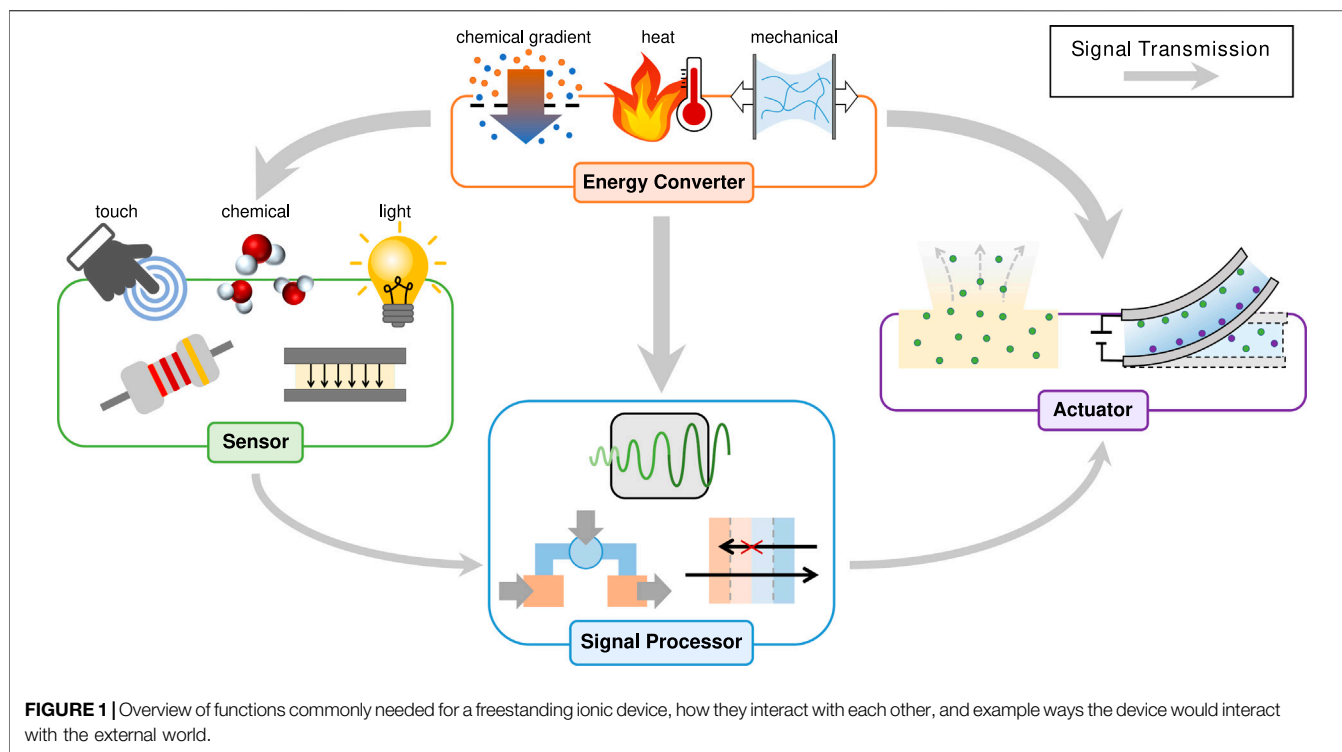 chemical gradient
heat
mechanical
Signal Transmission
Energy Converter
touch
chemical
light
Sensor
Actuator
Signal Processor
FIGURE 1 | Overview of functions commonly needed for a freestanding ionic device, how they interact with each other, and example ways the device would interact
with the external world.